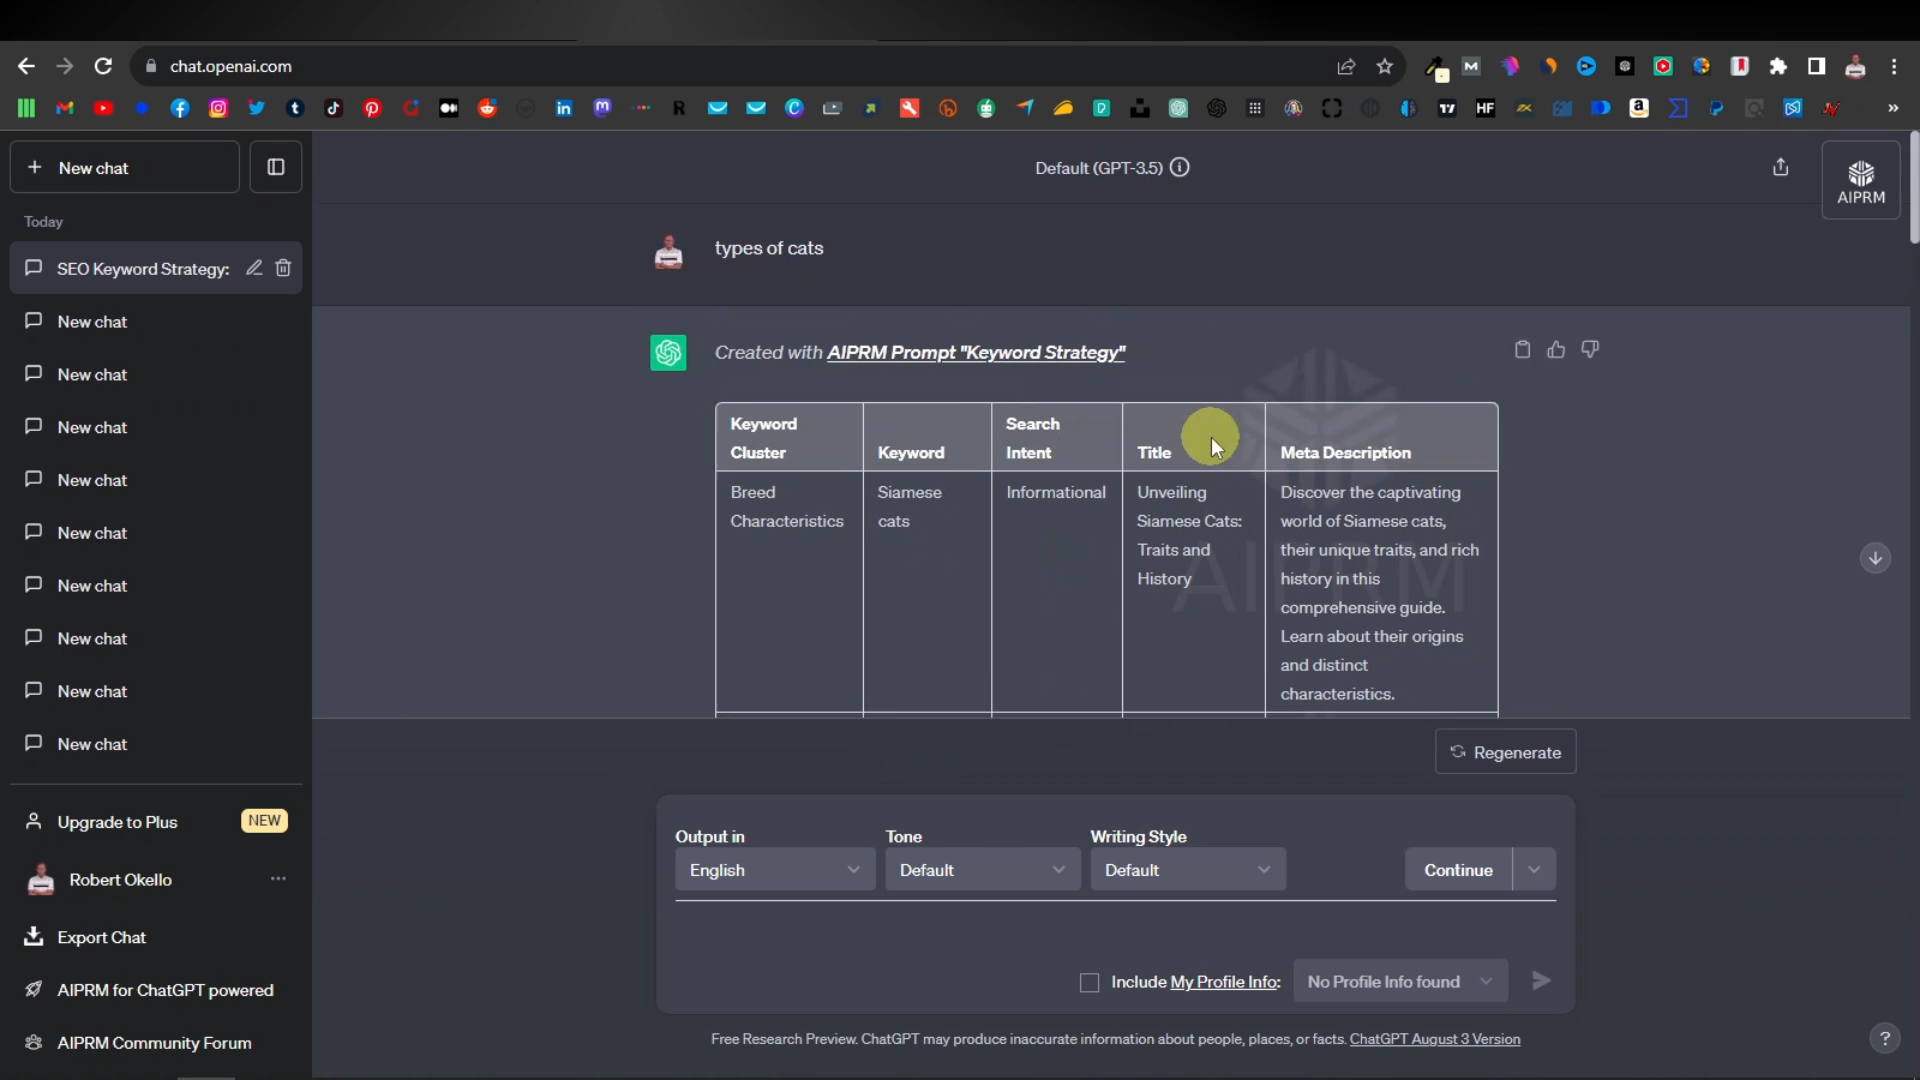 chat.openai.com
New chat
Default (GPT-3.5)
AIPRM
Today
SEO Keyword Strategy:
New chat
New chat
New chat
New chat
New chat
New chat
New chat
New chat
New chat
Upgrade to Plus NEW
Robert Okello
Export Chat
AIPRM for ChatGPT powered
AIPRM Community Forum
types of cats
Created with AIPRM Prompt "Keyword Strategy"
Keyword Cluster
Keyword
Search Intent
Title
Meta Description
Breed
Characteristics
Siamese
cats
Informational
Unveiling
Siamese Cats:
Traits and
History
Discover the captivating
world of Siamese cats,
their unique traits, and rich
history in this
comprehensive guide.
Learn about their origins
and distinct
characteristics.
AIPRM
Regenerate
Output in
English
Tone
Default
Writing Style
Default
Continue
Include My Profile Info:
No Profile Info found
Free Research Preview. ChatGPT may produce inaccurate information about people, places, or facts. ChatGPT August 3 Version
?